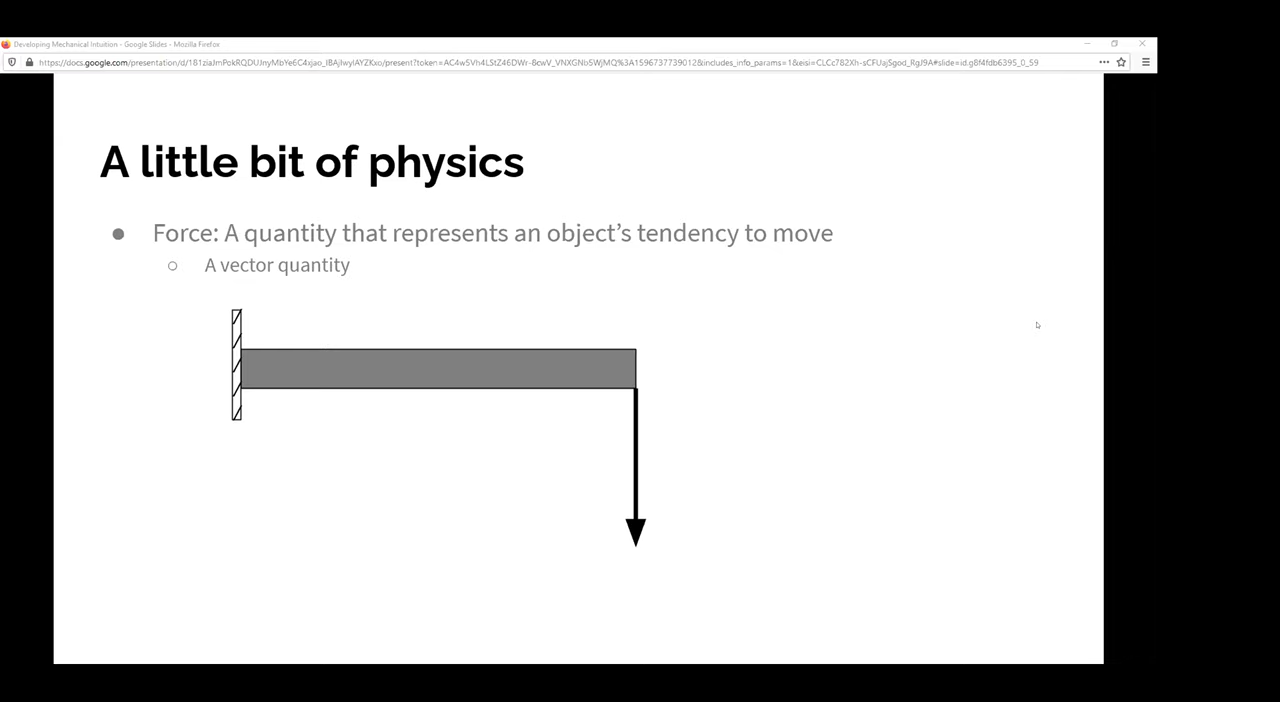 Developing Mechanical Intuition - Google Slides - Mozilla Firefox
A little bit of physics
Force: A quantity that represents an object's tendency to move
A vector quantity